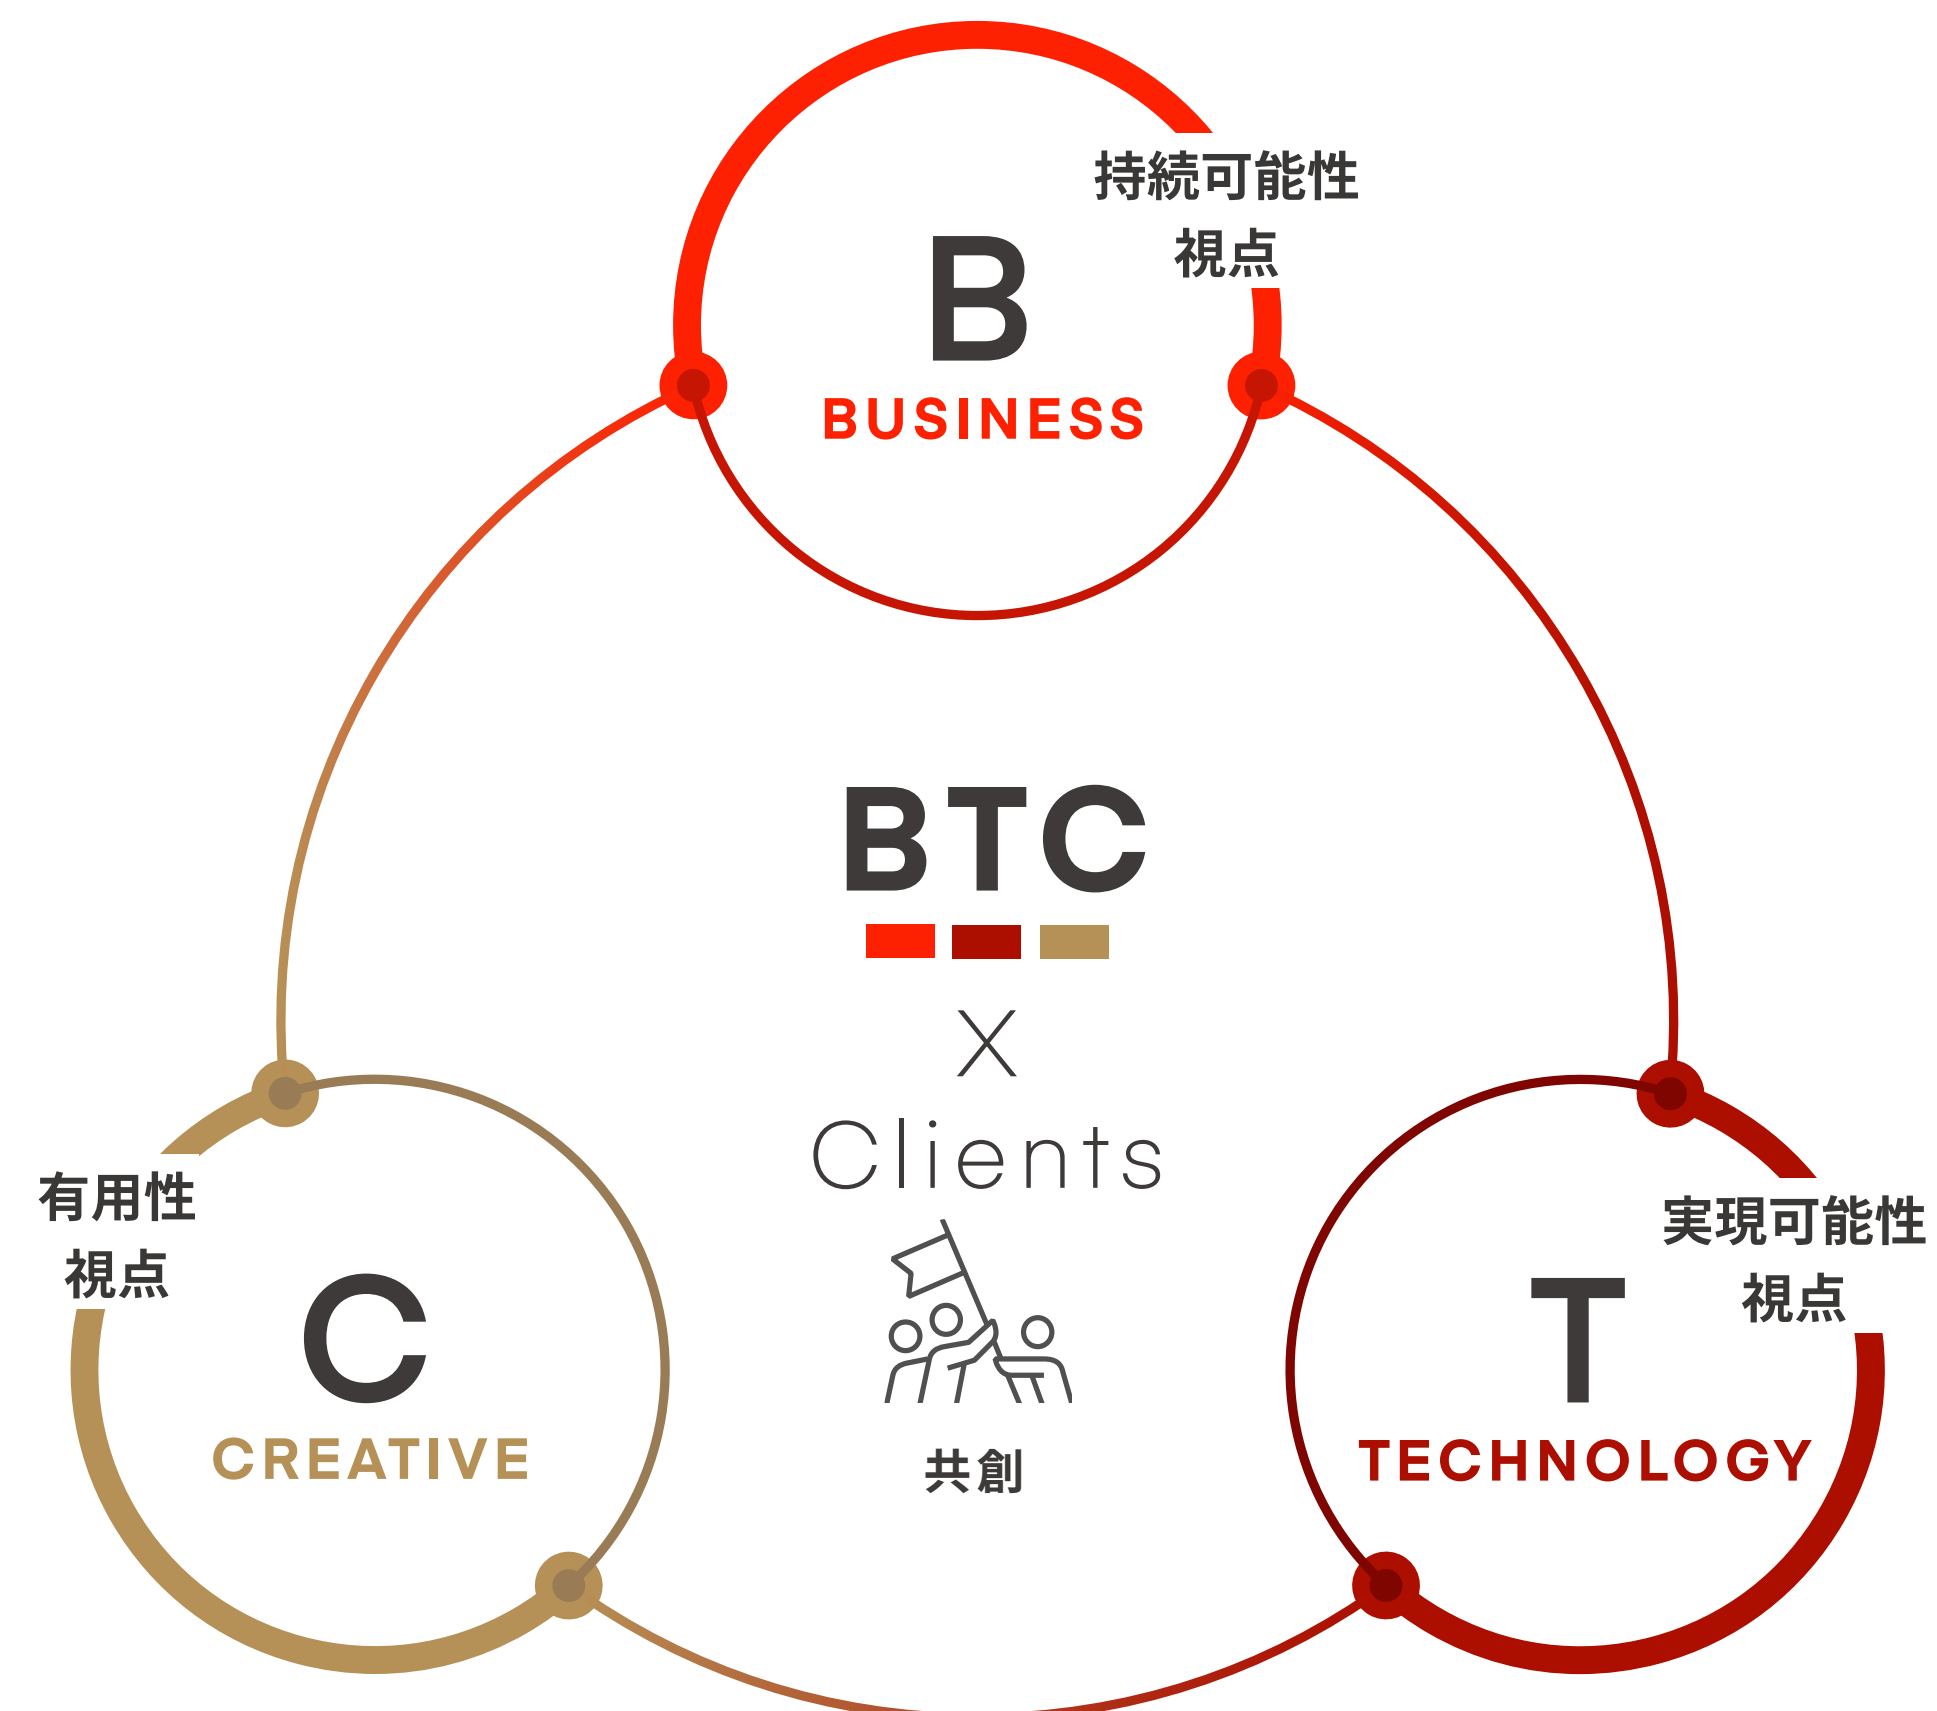 持続可能性
視点
B
BUSINESS
BTC
X
Clients
共創
有用性
視点
C
CREATIVE
実現可能性
視点
T
TECHNOLOGY